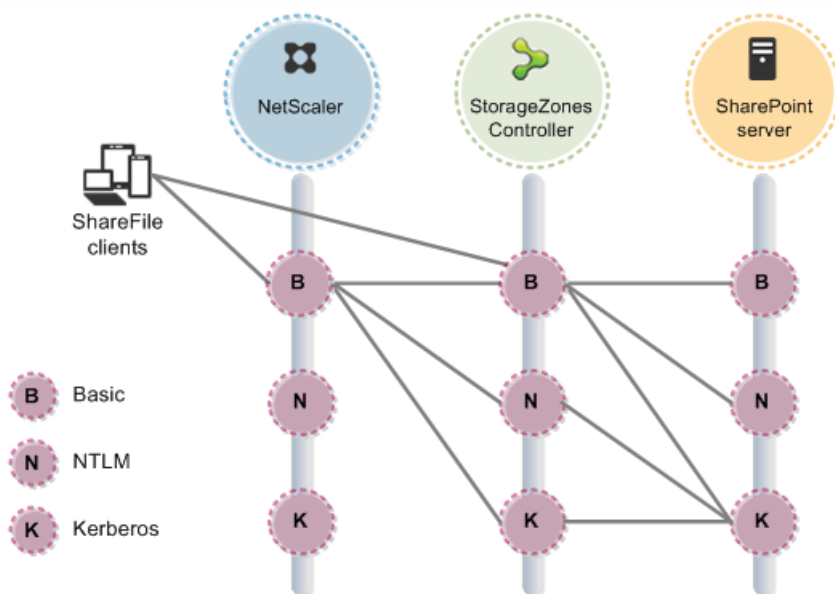 NetScaler
StorageZones
Controller
SharePoint
server
ShareFile
clients
B
B
B
B Basic
N
N
N
N NTLM
K
K
K
K Kerberos